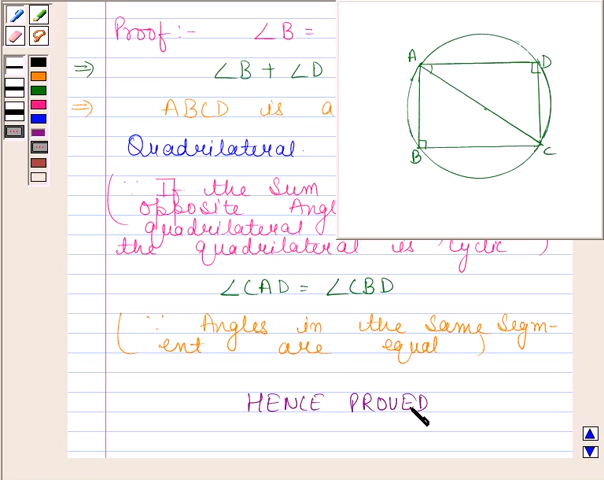 Proof :- ∠B =
⇒ ∠B + ∠D
⇒ ABCD is a
Quadrilateral.
(∵ If the Sum
opposite Angl
quadrilateral
the quadrilateral is cyclic)
∠CAD = ∠CBD
(∵ Angles in the Same Segm-
ent are equal)
HENCE PROVED
A D
B C